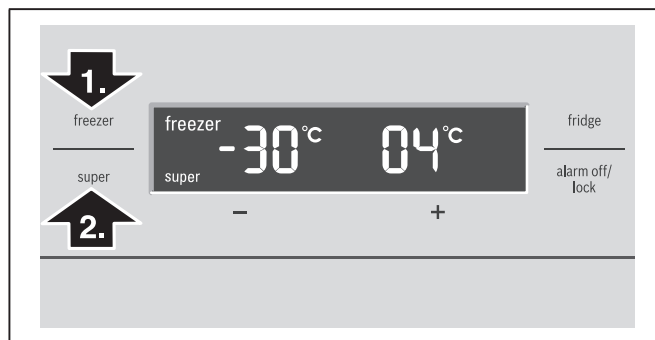 1.
freezer
super
2.
freezer
-30°C
04°C
super
fridge
alarm off/
lock
−
+